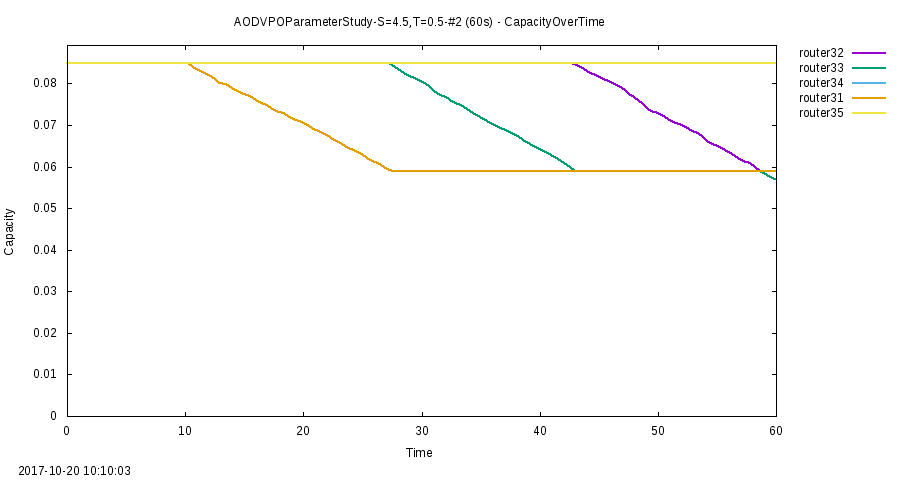 AODVPOParameterStudy-S=4.5,T=0.5-#2 (60s) - CapacityOverTime
router32
router33
router34
router31
router35
0.08
0.07
0.06
0.05
0.04
0.03
0.02
0.01
0
Capacity
0 10 20 30 40 50 60
Time
2017-10-20 10:10:03